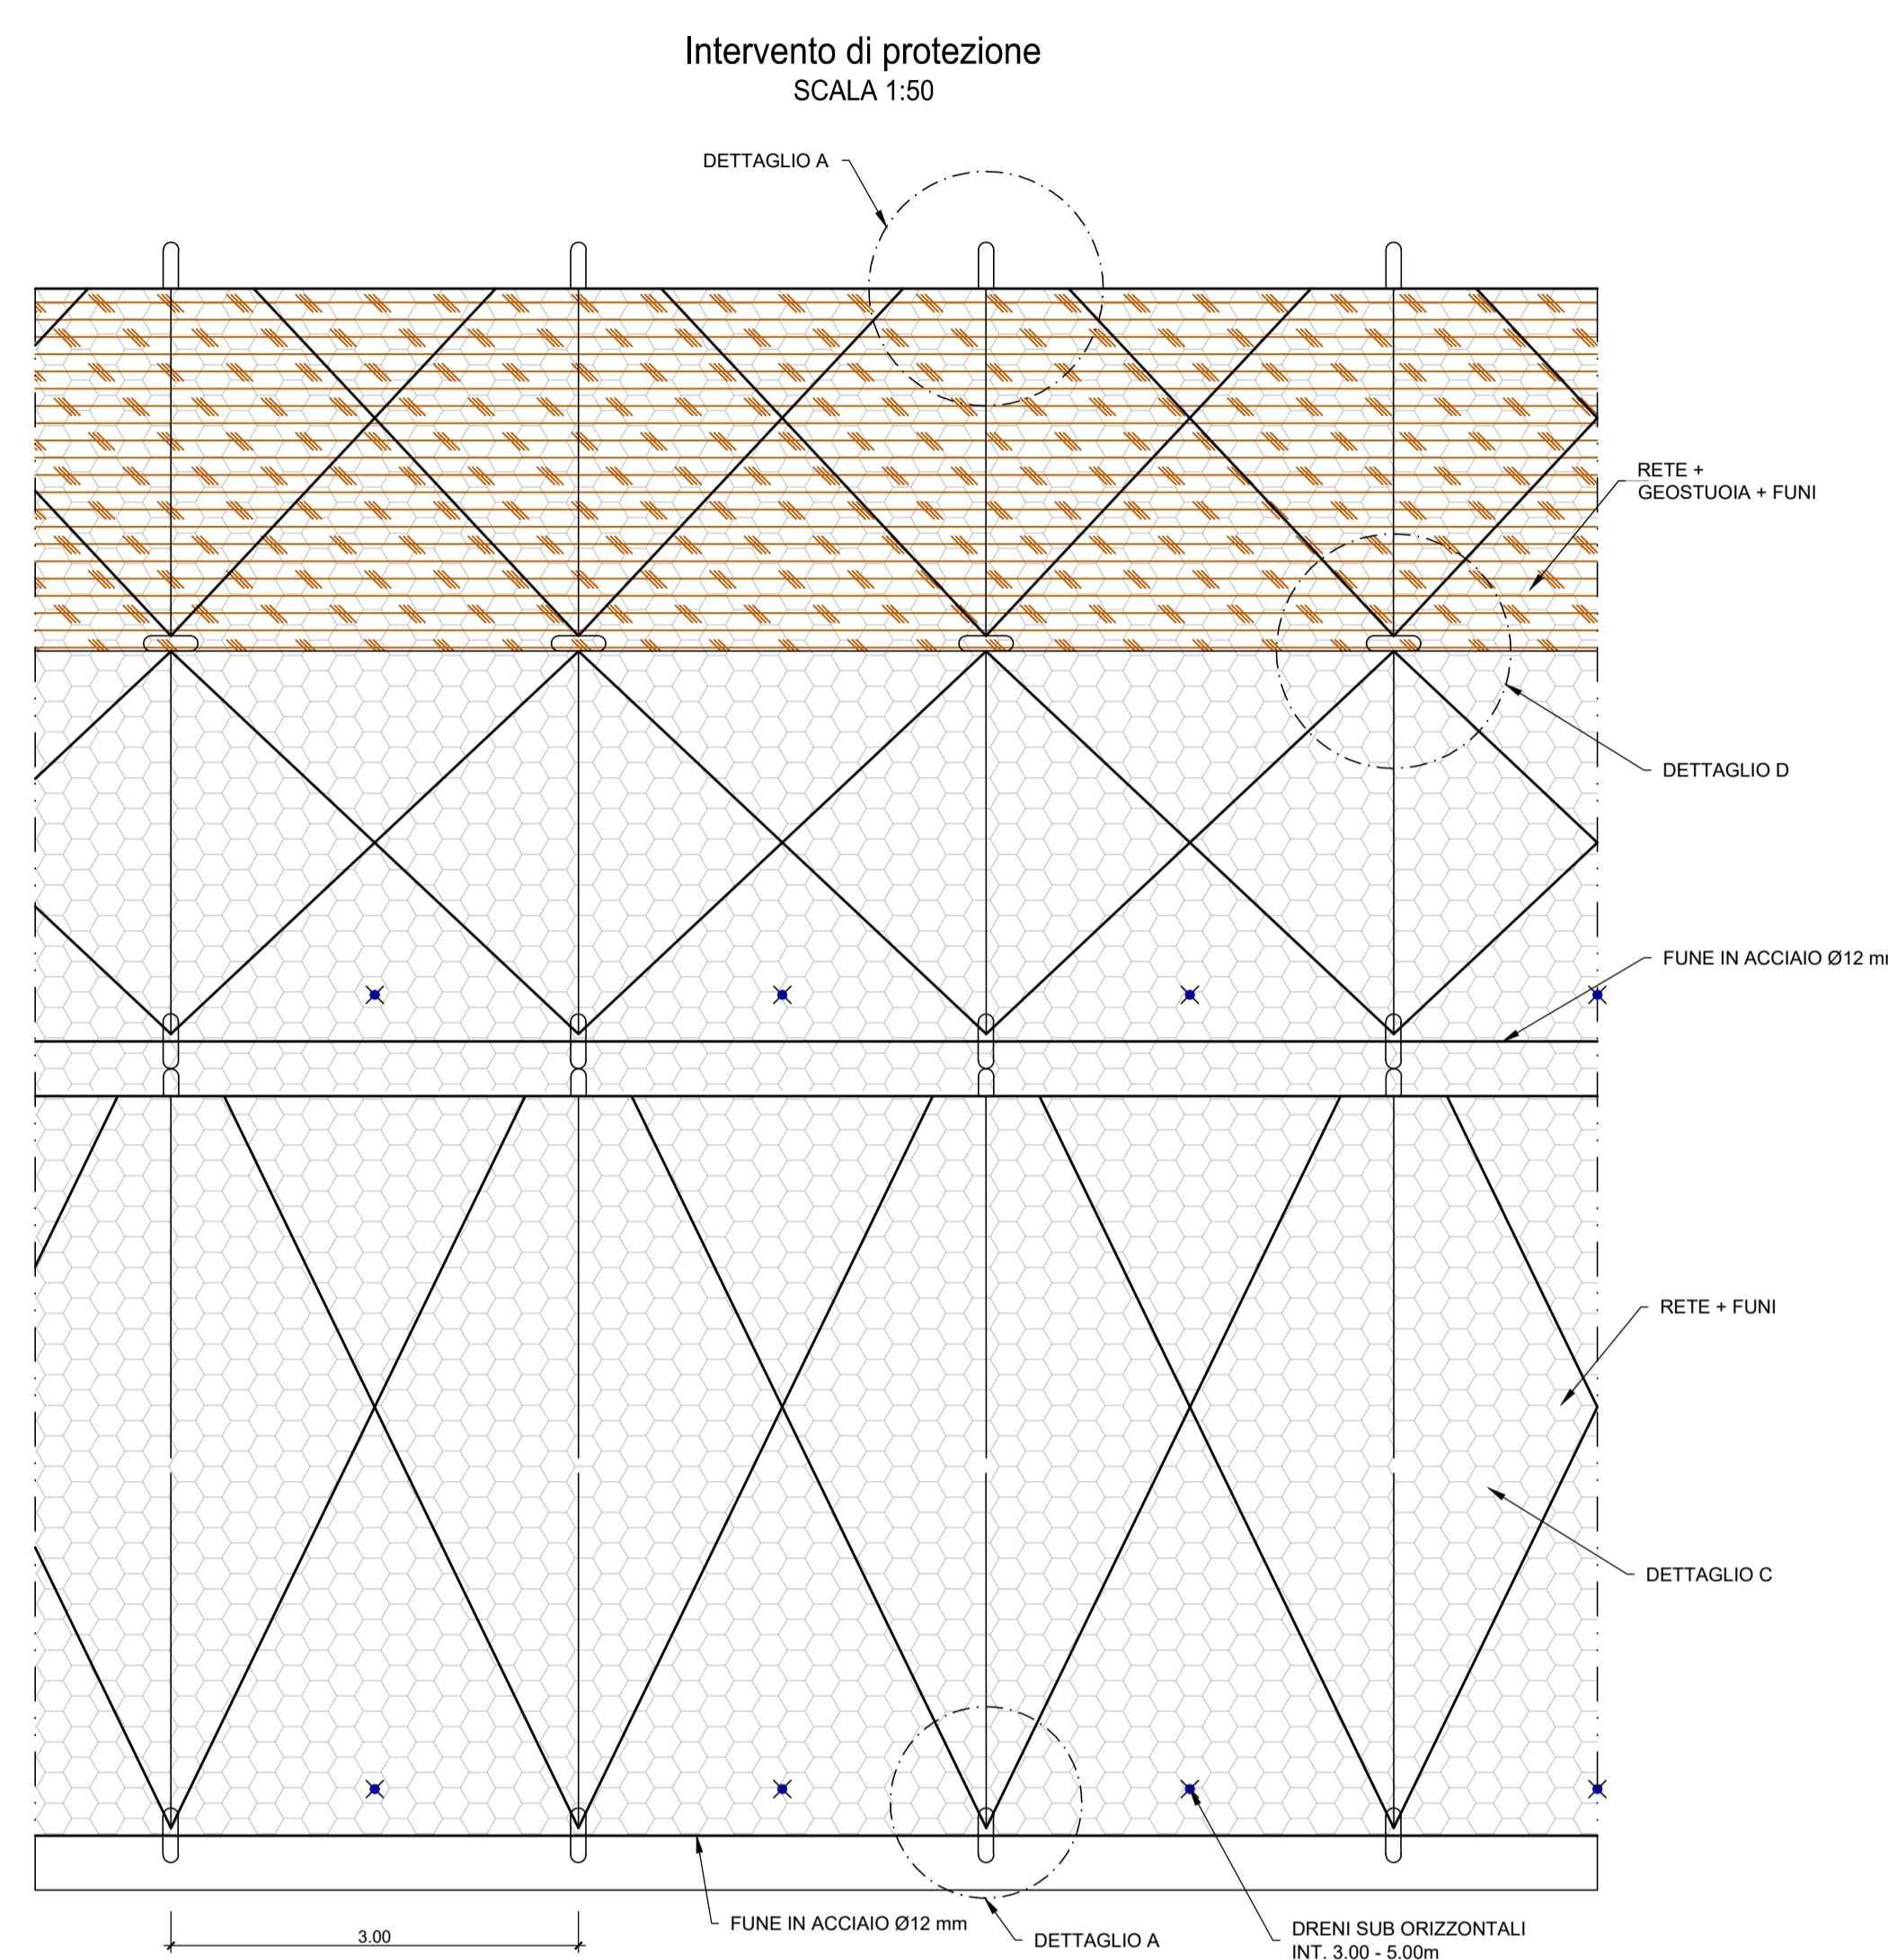 Intervento di protezione
SCALA 1:50
DETTAGLIO A
RETE +
GEOSTUOIA + FUNI
DETTAGLIO D
FUNE IN ACCIAIO Ø12 m
RETE + FUNI
DETTAGLIO C
FUNE IN ACCIAIO Ø12 mm
3.00
DETTAGLIO A
DRENI SUB ORIZZONTALI
INT. 3.00 - 5.00m